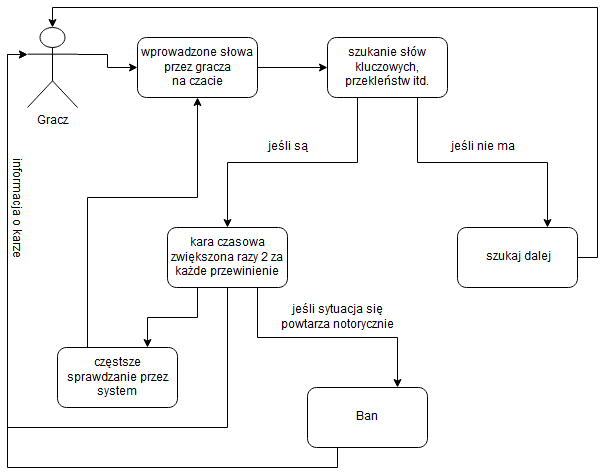 Gracz
wprowadzone słowa
przez gracza
na czacie
szukanie słów
kluczowych,
przekleństw itd.
jeśli są
jeśli nie ma
informacja o karze
kara czasowa
zwiększona razy 2 za
każde przewinienie
szukaj dalej
jeśli sytuacja się
powtarza notorycznie
częstsze
sprawdzanie przez
system
Ban